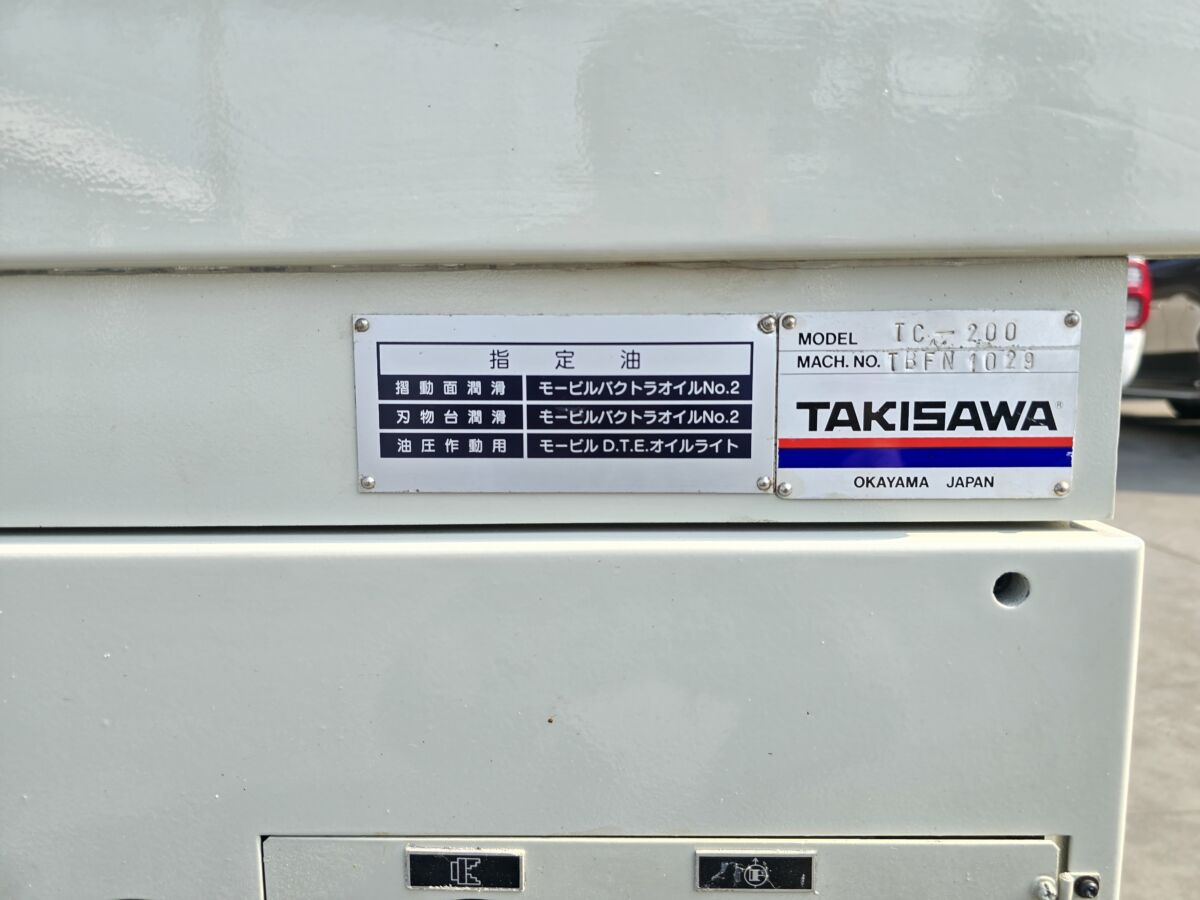 指定油
摺動面潤滑 モービルバクトラオイルNo.2
刃物台潤滑 モービルバクトラオイルNo.2
油圧作動用 モービル D.T.E.オイルライト
MODEL TC-200
MACH. NO. TBFN1029
TAKISAWA®
OKAYAMA JAPAN